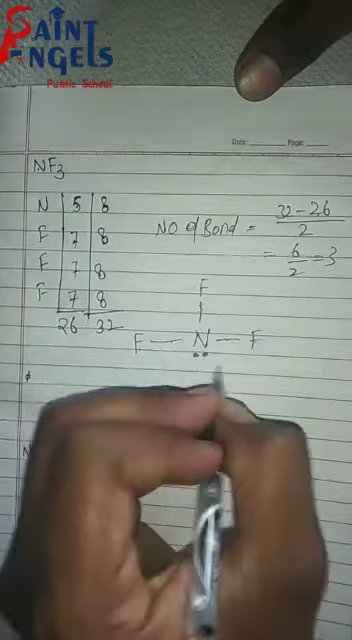 SAINT
ANGELS
Public School
Date: Page:
NF3
N 5 8
F 7 8
F 7 8
F 7 8
26 32
NO of Bond = 32-26
2
= 6 = 3
2
F
|
F — N — F